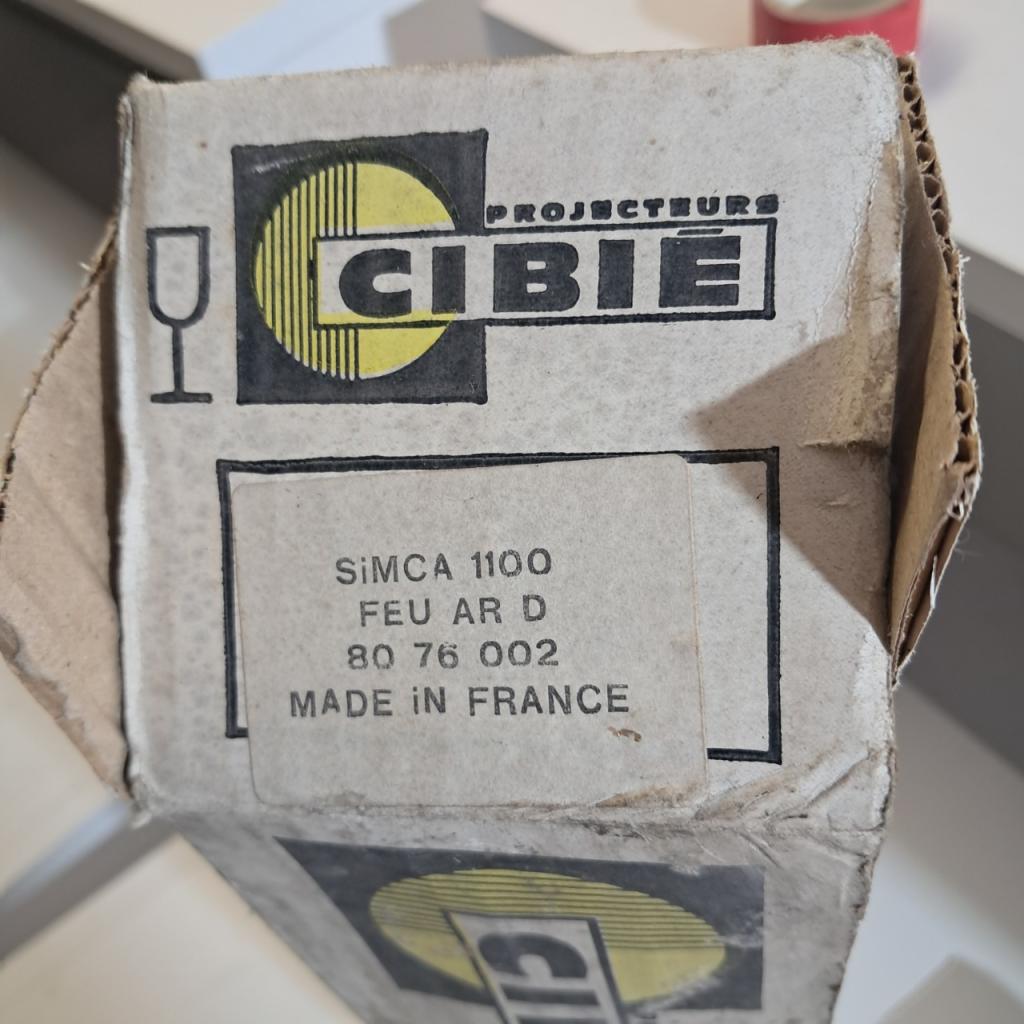 PROJECTEURS
CIBIÉ
SiMCA 1100
FEU AR D
80 76 002
MADE iN FRANCE